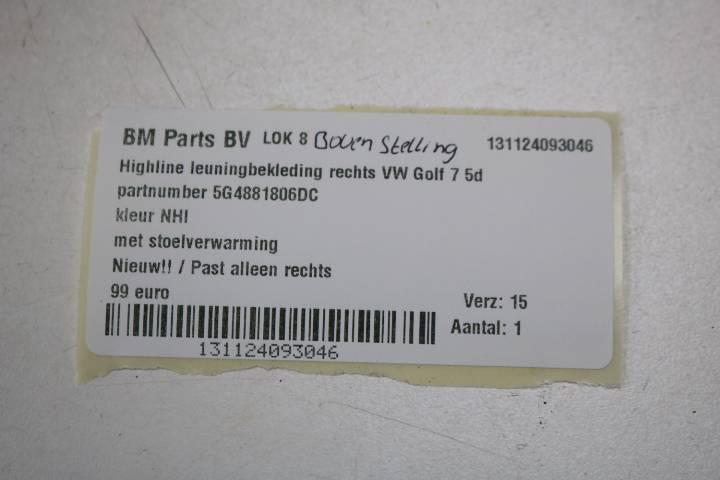 BM Parts BV LOK 8 Boven Stelling 131124093046
Highline leuningbekleding rechts VW Golf 7 5d
partnumber 5G4881806DC
kleur NHI
met stoelverwarming
Nieuw!! / Past alleen rechts
99 euro Verz: 15
Aantal: 1
131124093046